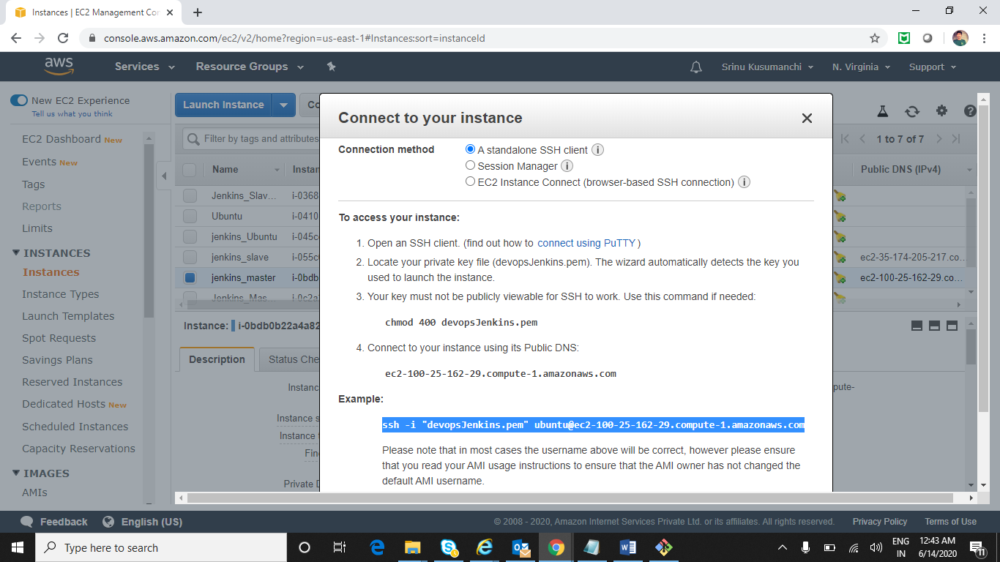 Instances | EC2 Management Con
console.aws.amazon.com/ec2/v2/home?region=us-east-1#Instances:sort=instanceId
aws
Services
Resource Groups
Srinu Kusumanchi
N. Virginia
Support
New EC2 Experience
Tell us what you think
EC2 Dashboard New
Events New
Tags
Reports
Limits
INSTANCES
Instances
Instance Types
Launch Templates
Spot Requests
Savings Plans
Reserved Instances
Dedicated Hosts New
Scheduled Instances
Capacity Reservations
IMAGES
AMIs
Launch Instance
Co
Filter by tags and attributes
1 to 7 of 7
Name
Instan
Public DNS (IPv4)
Jenkins_Slav... i-0368
Ubuntu i-0410
jenkins_Ubuntu i-045c
jenkins_slave i-055c ec2-35-174-205-217.co...
jenkins_master i-0bdb ec2-100-25-162-29.co...
Jenkins_Mas... i-0c2a
Instance: i-0bdb0b22a4a82
Description
Status Che
Instanc
pute-
Instance s
Instance
Fin
Private D
Connect to your instance
Connection method
A standalone SSH client
Session Manager
EC2 Instance Connect (browser-based SSH connection)
To access your instance:
1. Open an SSH client. (find out how to connect using PuTTY)
2. Locate your private key file (devopsJenkins.pem). The wizard automatically detects the key you
used to launch the instance.
3. Your key must not be publicly viewable for SSH to work. Use this command if needed:
chmod 400 devopsJenkins.pem
4. Connect to your instance using its Public DNS:
ec2-100-25-162-29.compute-1.amazonaws.com
Example:
ssh -i "devopsJenkins.pem" ubuntu@ec2-100-25-162-29.compute-1.amazonaws.com
Please note that in most cases the username above will be correct, however please ensure
that you read your AMI usage instructions to ensure that the AMI owner has not changed the
default AMI username.
Feedback
English (US)
© 2008 - 2020, Amazon Internet Services Private Ltd. or its affiliates. All rights reserved.
Privacy Policy
Terms of Use
Type here to search
ENG
IN
12:43 AM
6/14/2020
11